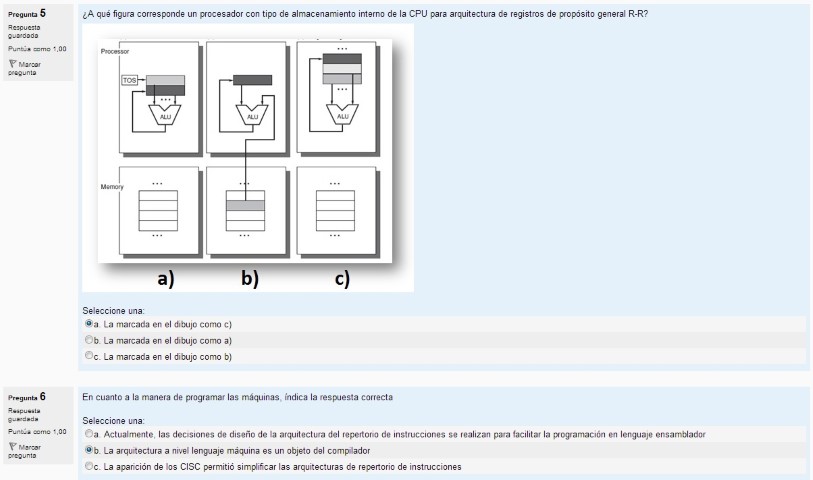 Pregunta 5
Respuesta
guardada
Puntúa como 1,00
Marcar
pregunta
¿A qué figura corresponde un procesador con tipo de almacenamiento interno de la CPU para arquitectura de registros de propósito general R-R?
Processor
TOS
...
ALU
ALU
...
...
ALU
Memory
...
...
...
...
...
...
a)
b)
c)
Seleccione una:
a. La marcada en el dibujo como c)
b. La marcada en el dibujo como a)
c. La marcada en el dibujo como b)
Pregunta 6
Respuesta
guardada
Puntúa como 1,00
Marcar
pregunta
En cuanto a la manera de programar las máquinas, índica la respuesta correcta
Seleccione una:
a. Actualmente, las decisiones de diseño de la arquitectura del repertorio de instrucciones se realizan para facilitar la programación en lenguaje ensamblador
b. La arquitectura a nivel lenguaje máquina es un objeto del compilador
c. La aparición de los CISC permitió simplificar las arquitecturas de repertorio de instrucciones